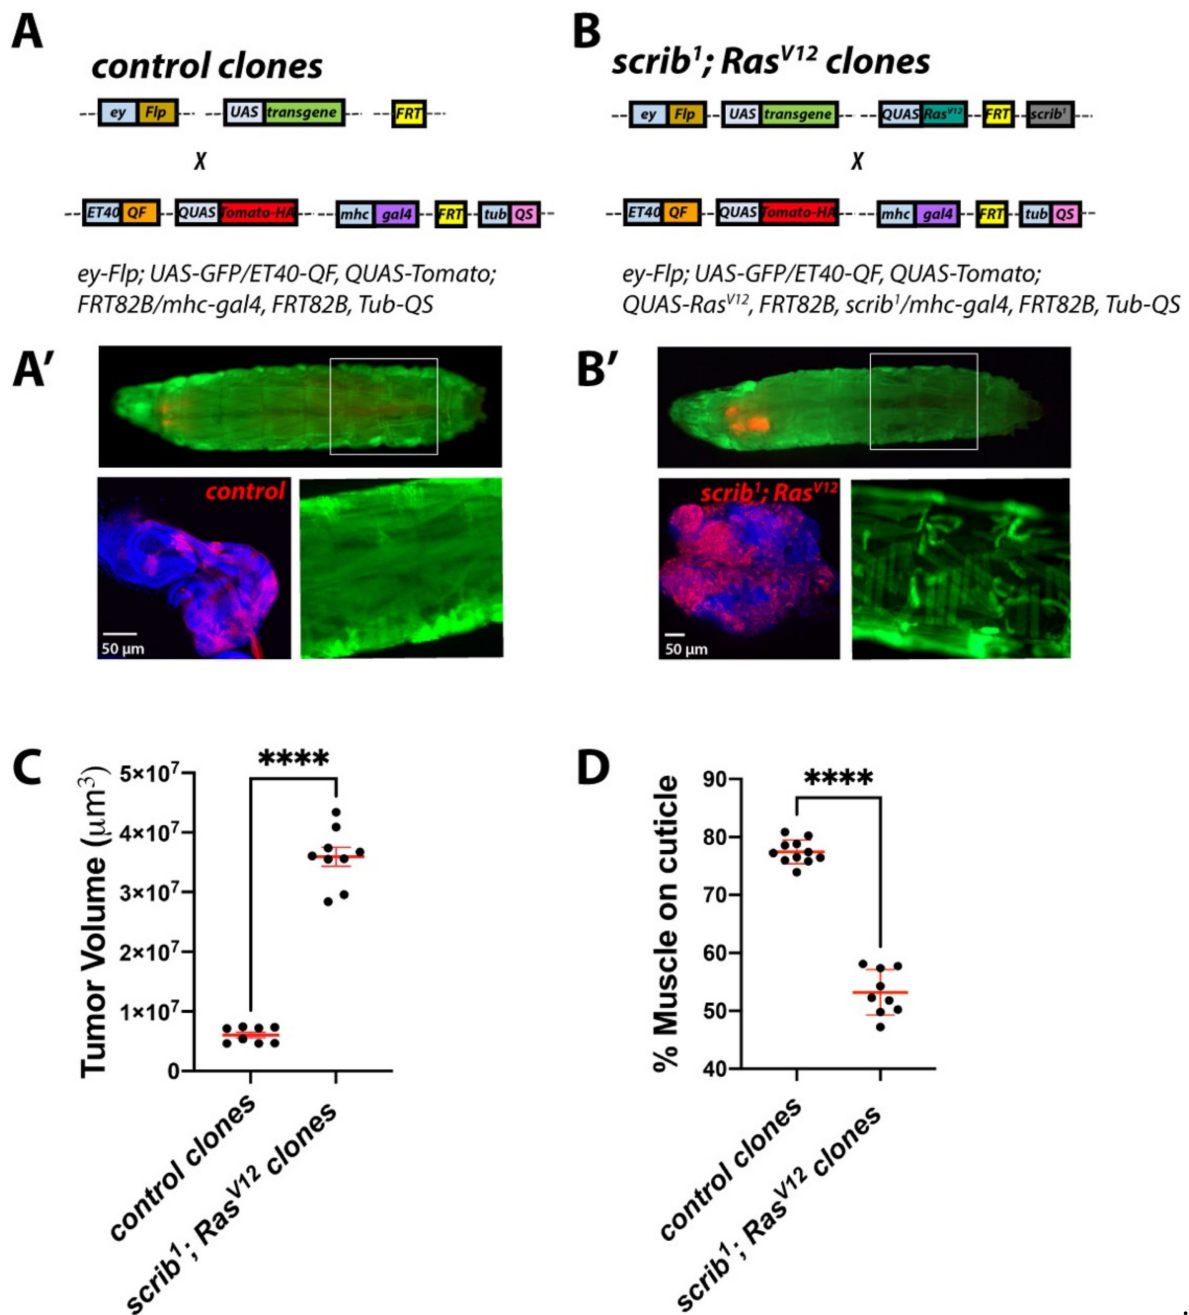 A
control clones
ey Flp UAS transgene FRT
X
ET40 QF QUAS Tomato-HA mhc gal4 FRT tub QS
ey-Flp; UAS-GFP/ET40-QF, QUAS-Tomato;
FRT82B/mhc-gal4, FRT82B, Tub-QS
B
scrib¹; Rasⱽ¹² clones
ey Flp UAS transgene QUAS Rasⱽ¹² FRT scrib¹
X
ET40 QF QUAS Tomato-HA mhc gal4 FRT tub QS
ey-Flp; UAS-GFP/ET40-QF, QUAS-Tomato;
QUAS-Rasⱽ¹², FRT82B, scrib¹/mhc-gal4, FRT82B, Tub-QS
A′
control
50 µm
B′
scrib¹; Rasⱽ¹²
50 µm
C
Tumor Volume (µm³)
****
5×10⁷
4×10⁷
3×10⁷
2×10⁷
1×10⁷
0
control clones
scrib¹; Rasⱽ¹² clones
D
% Muscle on cuticle
****
90
80
70
60
50
40
control clones
scrib¹; Rasⱽ¹² clones
.